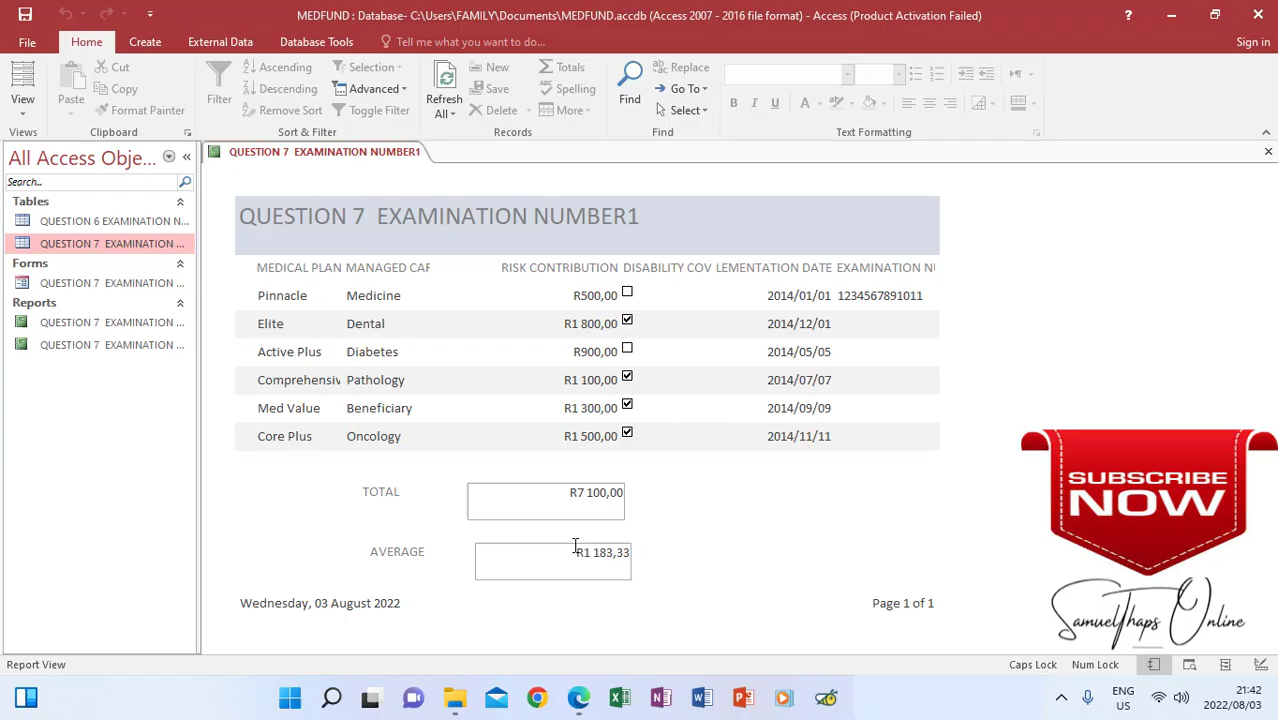 MEDFUND : Database- C:\Users\FAMILY\Documents\MEDFUND.accdb (Access 2007 - 2016 file format) - Access (Product Activation Failed)
File Home Create External Data Database Tools Tell me what you want to do... Sign in
View
Views
Paste
Cut
Copy
Format Painter
Clipboard
Filter
Ascending
Descending
Remove Sort
Selection
Advanced
Toggle Filter
Sort & Filter
Refresh
All
New
Save
Delete
Totals
Spelling
More
Records
Find
Replace
Go To
Select
Find
B I U A
Text Formatting
All Access Obje...
Search...
Tables
QUESTION 6 EXAMINATION N...
QUESTION 7 EXAMINATION ...
Forms
QUESTION 7 EXAMINATION ...
Reports
QUESTION 7 EXAMINATION ...
QUESTION 7 EXAMINATION ...
QUESTION 7 EXAMINATION NUMBER1
QUESTION 7 EXAMINATION NUMBER1
MEDICAL PLAN MANAGED CAR RISK CONTRIBUTION DISABILITY COV LEMENTATION DATE EXAMINATION NU
Pinnacle Medicine R500,00 2014/01/01 1234567891011
Elite Dental R1 800,00 2014/12/01
Active Plus Diabetes R900,00 2014/05/05
Comprehensiv Pathology R1 100,00 2014/07/07
Med Value Beneficiary R1 300,00 2014/09/09
Core Plus Oncology R1 500,00 2014/11/11
TOTAL R7 100,00
AVERAGE R1 183,33
Wednesday, 03 August 2022 Page 1 of 1
SUBSCRIBE
NOW
Samuelthaps Online
Report View Caps Lock Num Lock
ENG
US
21:42
2022/08/03